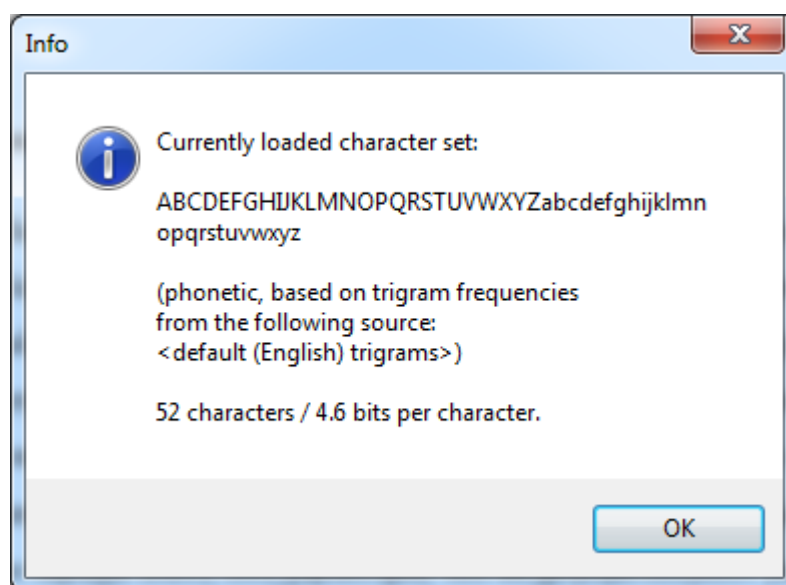 Info
Currently loaded character set:
ABCDEFGHIJKLMNOPQRSTUVWXYZabcdefghijklmn
opqrstuvwxyz
(phonetic, based on trigram frequencies
from the following source:
<default (English) trigrams>)
52 characters / 4.6 bits per character.
OK